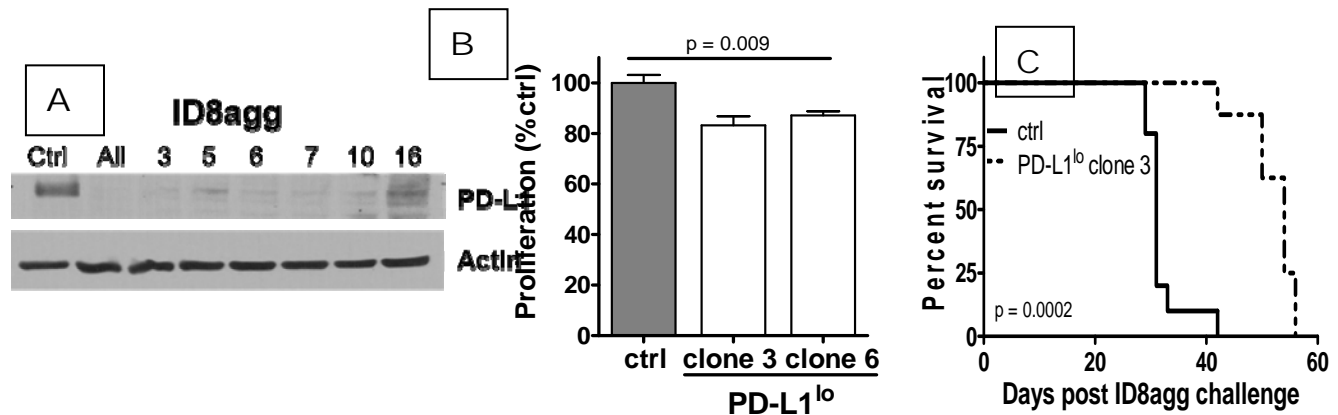 A
ID8agg
Ctrl All 3 5 6 7 10 16
PD-L1
Actin
B
p = 0.009
Proliferation (%ctrl)
100
80
60
40
20
0
ctrl clone 3 clone 6
PD-L1lo
C
Percent survival
100
75
50
25
0
ctrl
PD-L1lo clone 3
p = 0.0002
0 20 40 60
Days post ID8agg challenge